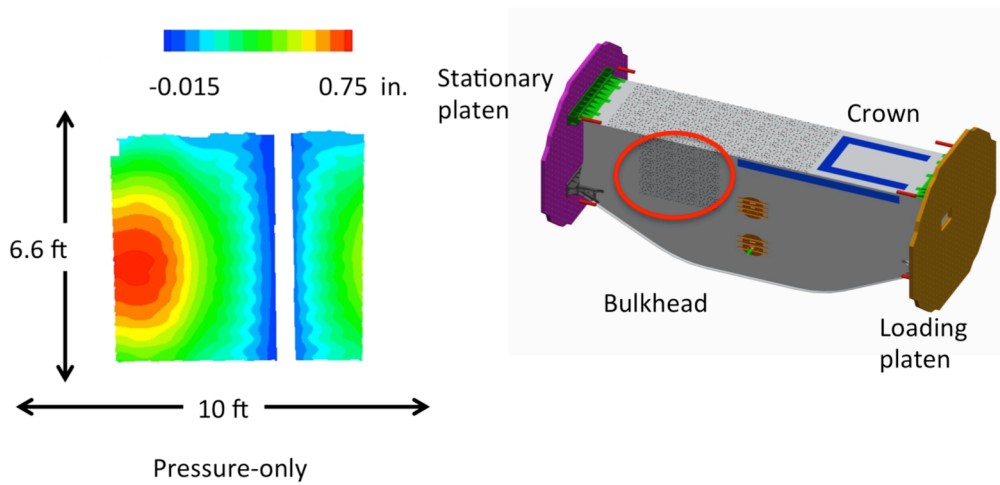 -0.015 0.75 in.
6.6 ft
10 ft
Pressure-only
Stationary
platen
Crown
Bulkhead
Loading
platen